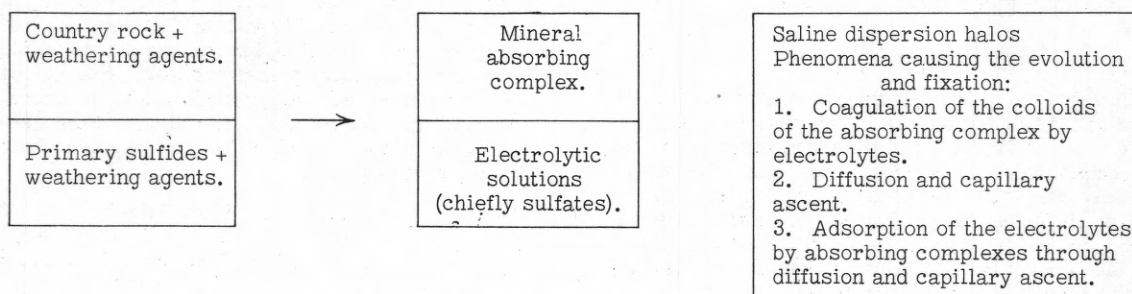 Country rock +
weathering agents.
Primary sulfides +
weathering agents.
Mineral
absorbing
complex.
Electrolytic
solutions
(chiefly sulfates).
Saline dispersion halos
Phenomena causing the evolution
and fixation:
1. Coagulation of the colloids
of the absorbing complex by
electrolytes.
2. Diffusion and capillary
ascent.
3. Adsorption of the electrolytes
by absorbing complexes through
diffusion and capillary ascent.